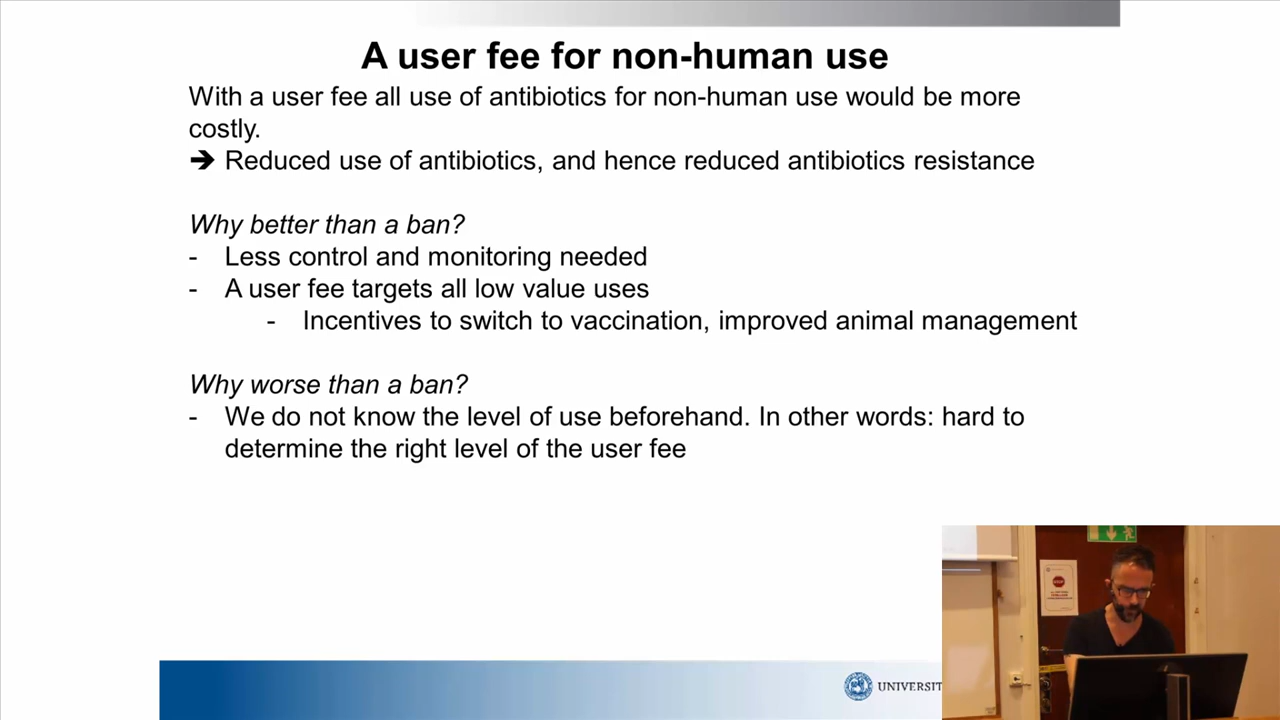 A user fee for non-human use
With a user fee all use of antibiotics for non-human use would be more
costly.
➔ Reduced use of antibiotics, and hence reduced antibiotics resistance
Why better than a ban?
- Less control and monitoring needed
- A user fee targets all low value uses
- Incentives to switch to vaccination, improved animal management
Why worse than a ban?
- We do not know the level of use beforehand. In other words: hard to
determine the right level of the user fee
UNIVERSIT